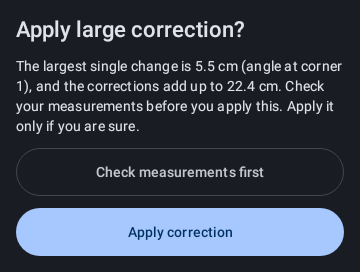 Apply large correction?
The largest single change is 5.5 cm (angle at corner
1), and the corrections add up to 22.4 cm. Check
your measurements before you apply this. Apply it
only if you are sure.
Check measurements first
Apply correction